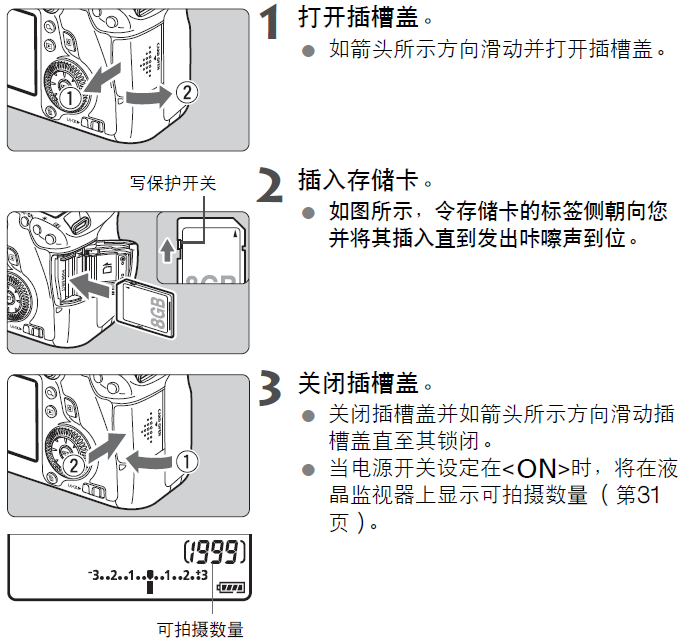 1 打开插槽盖。
● 如箭头所示方向滑动并打开插槽盖。
① ②
2 插入存储卡。
● 如图所示，令存储卡的标签侧朝向您
并将其插入直到发出咔嚓声到位。
写保护开关
8GB
8GB
3 关闭插槽盖。
● 关闭插槽盖并如箭头所示方向滑动插
槽盖直至其锁闭。
● 当电源开关设定在<ON>时，将在液
晶监视器上显示可拍摄数量（第31
页）。
② ①
(1999)
-3..2..1..0..1..2.+3
可拍摄数量